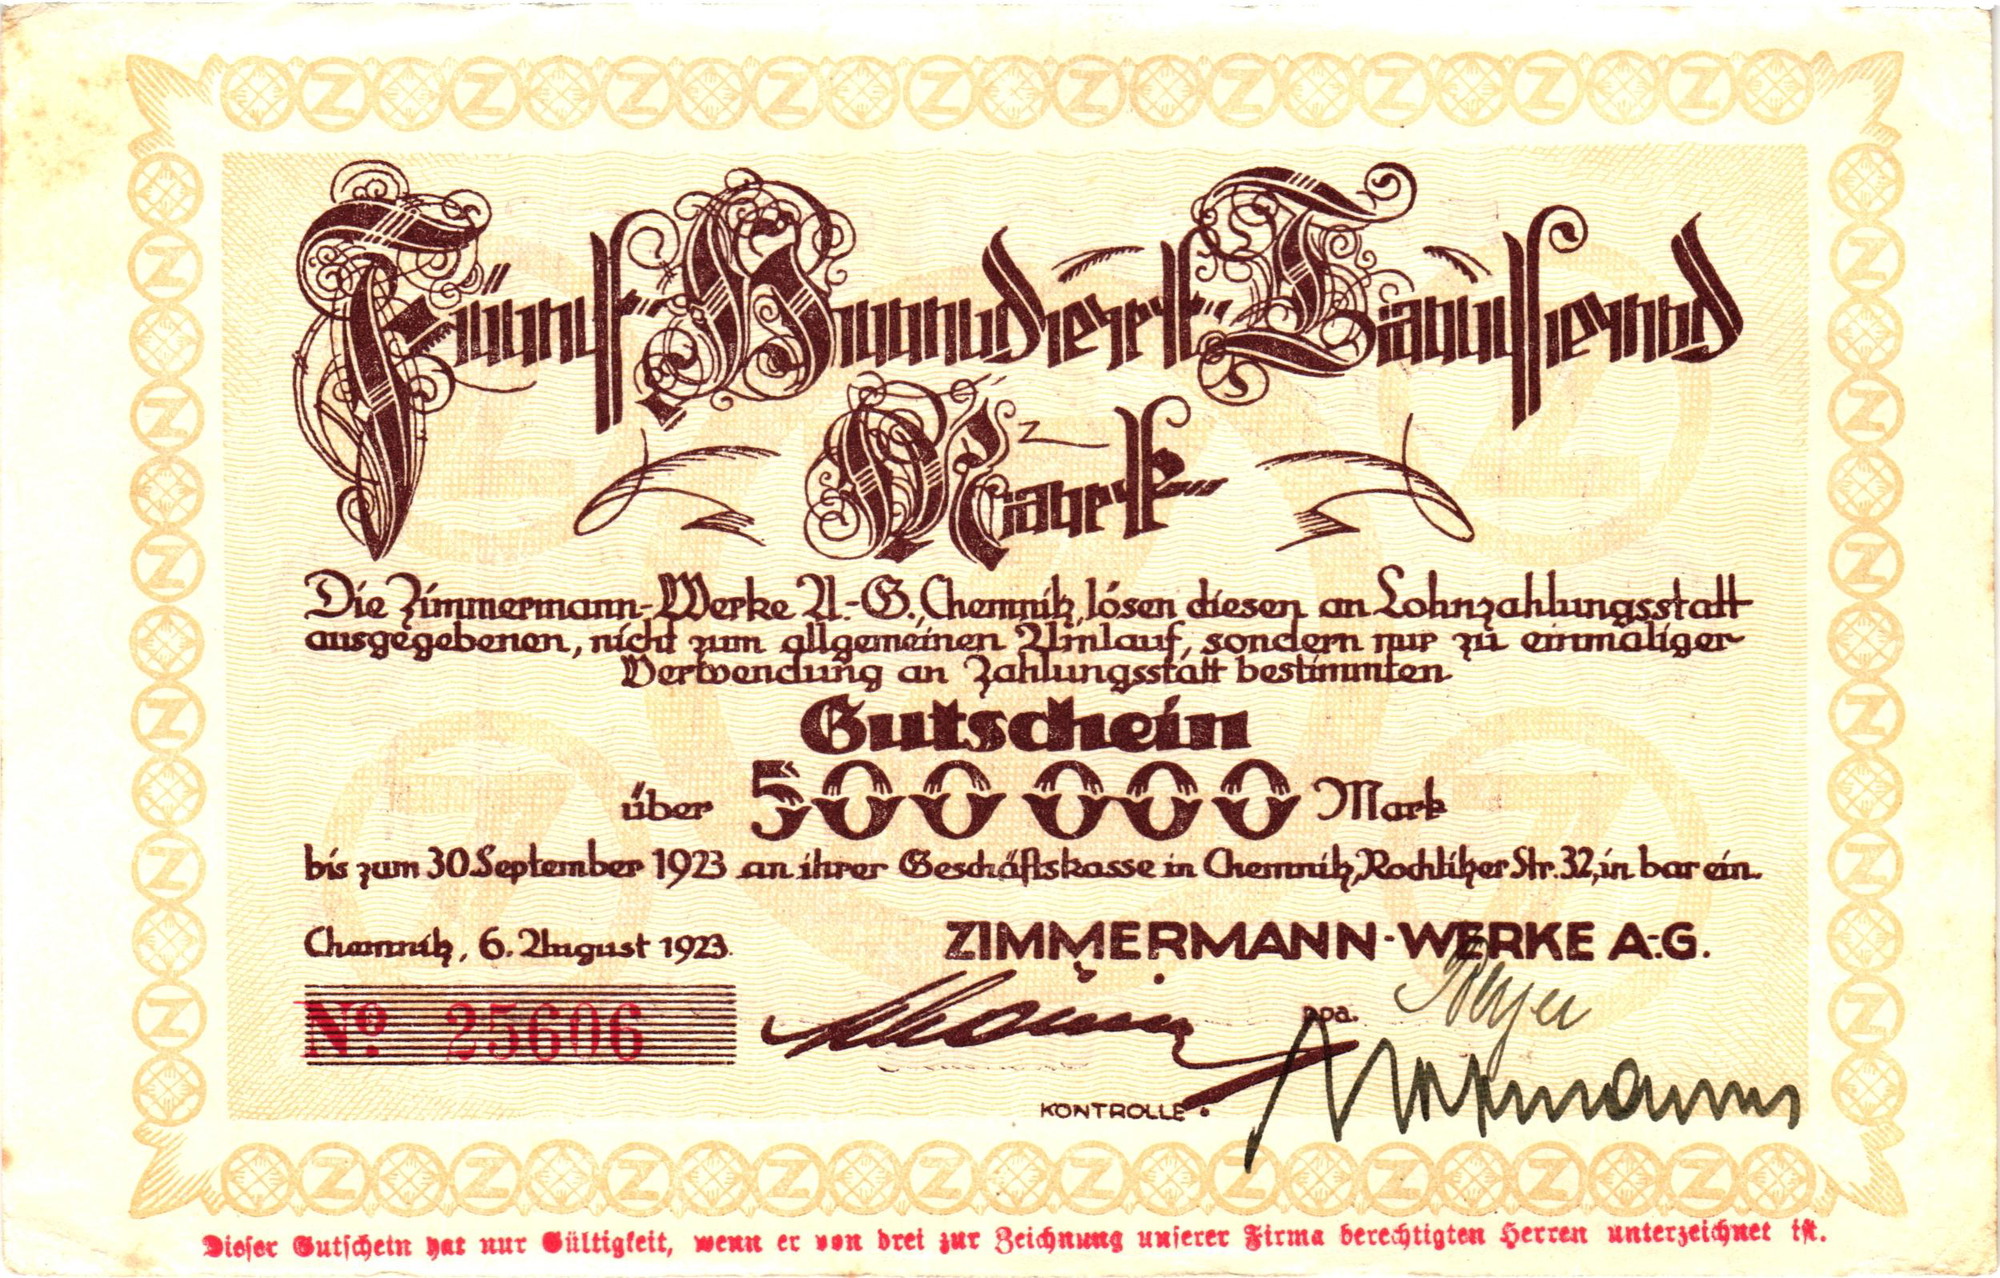 Fünf-Hundert-Tausend
Mark
Die Zimmermann-Werke A.-G., Chemnitz, lösen diesen an Lohnzahlungsstatt
ausgegebenen, nicht zum allgemeinen Umlauf, sondern nur zu einmaliger
Verwendung an Zahlungsstatt bestimmten
Gutschein
über 500 000 Mark
bis zum 30. September 1923 an ihrer Geschäftskasse in Chemnitz, Rochlitzer Str. 32, in bar ein.
Chemnitz, 6. August 1923.
ZIMMERMANN-WERKE A.-G.
No. 25606
ppa.
KONTROLLE:
Dieser Gutschein hat nur Gültigkeit, wenn er von drei zur Zeichnung unserer Firma berechtigten Herren unterzeichnet ist.